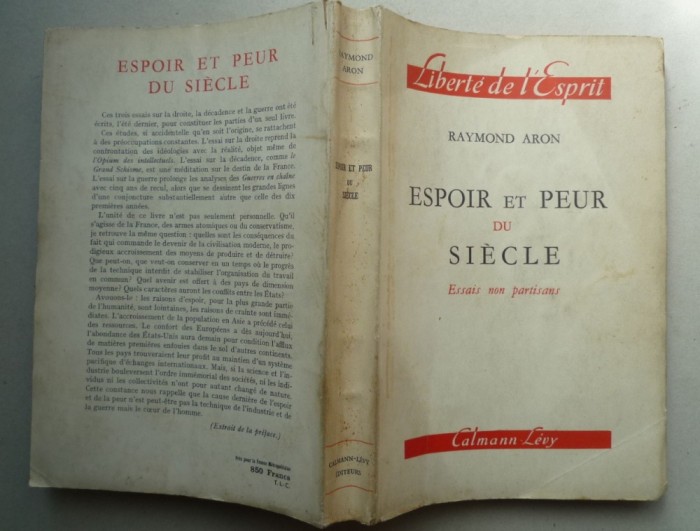 ESPOIR ET PEUR
DU SIÈCLE
Ces trois essais sur la droite, la décadence et la guerre ont été
écrits, l'été dernier, pour constituer les parties d'un seul livre.
Ces études, si accidentelle qu'en soit l'origine, se rattachent
à des préoccupations constantes. L'essai sur la droite reprend la
confrontation des idéologies avec la réalité, objet même de
l'Opium des intellectuels. L'essai sur la décadence, comme le
Grand Schisme, est une méditation sur le destin de la France.
L'essai sur la guerre prolonge les analyses des Guerres en chaîne
avec cinq ans de recul, alors que se dessinent les grandes lignes
d'une conjoncture substantiellement autre que celle des dix
premières années.
L'unité de ce livre n'est pas seulement personnelle. Qu'il
s'agisse de la France, des armes atomiques ou du conservatisme,
je retrouve la même question : quelles sont les conséquences du
fait qui commande le devenir de la civilisation moderne, le pro-
digieux accroissement des moyens de produire et de détruire?
Que peut-on, que veut-on conserver en un temps où le progrès
de la technique interdit de stabiliser l'organisation du travail
en commun? Quel avenir est offert à des pays de dimension
moyenne? Quels caractères auront les conflits entre les États?
Avouons-le : les raisons d'espoir, pour la plus grande partie
de l'humanité, sont lointaines, les raisons de crainte sont immé-
diates. L'accroissement de la population en Asie a précédé celui
des ressources. Le confort des Européens a dès aujourd'hui,
l'abondance des États-Unis aura demain pour condition l'afflux
de matières premières enfouies dans le sol d'autres continents.
Tous les pays trouveraient leur profit au maintien d'un système
pacifique d'échanges internationaux. Mais, si la science et l'in-
dustrie bouleversent l'ordre immémorial des sociétés, ni les indi-
vidus ni les collectivités n'ont pour autant changé de nature.
Cette constance nous rappelle que la cause dernière de l'espoir
et de la peur n'est peut-être pas la technique de l'industrie et de
la guerre mais le cœur de l'homme.
(Extrait de la préface.)
Prix pour la France Métropolitaine
850 Francs
T.L.C.
RAYMOND
ARON
ESPOIR ET PEUR
DU
SIÈCLE
CALMANN-LÉVY
ÉDITEURS
Liberté de l'Esprit
RAYMOND ARON
ESPOIR ET PEUR
DU
SIÈCLE
Essais non partisans
Calmann-Lévy